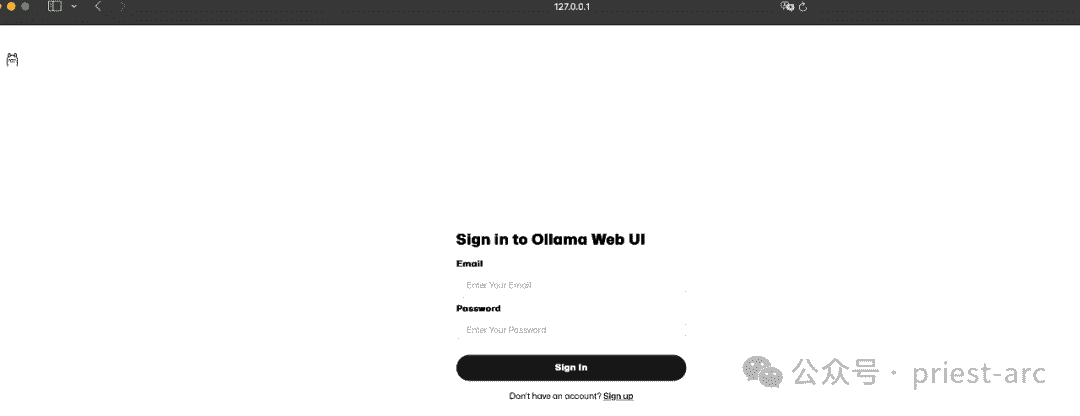 127.0.0.1
Sign in to Ollama Web UI
Email
Enter Your Email
Password
Enter Your Password
Sign In
Don't have an account? Sign up
公众号 · priest-arc